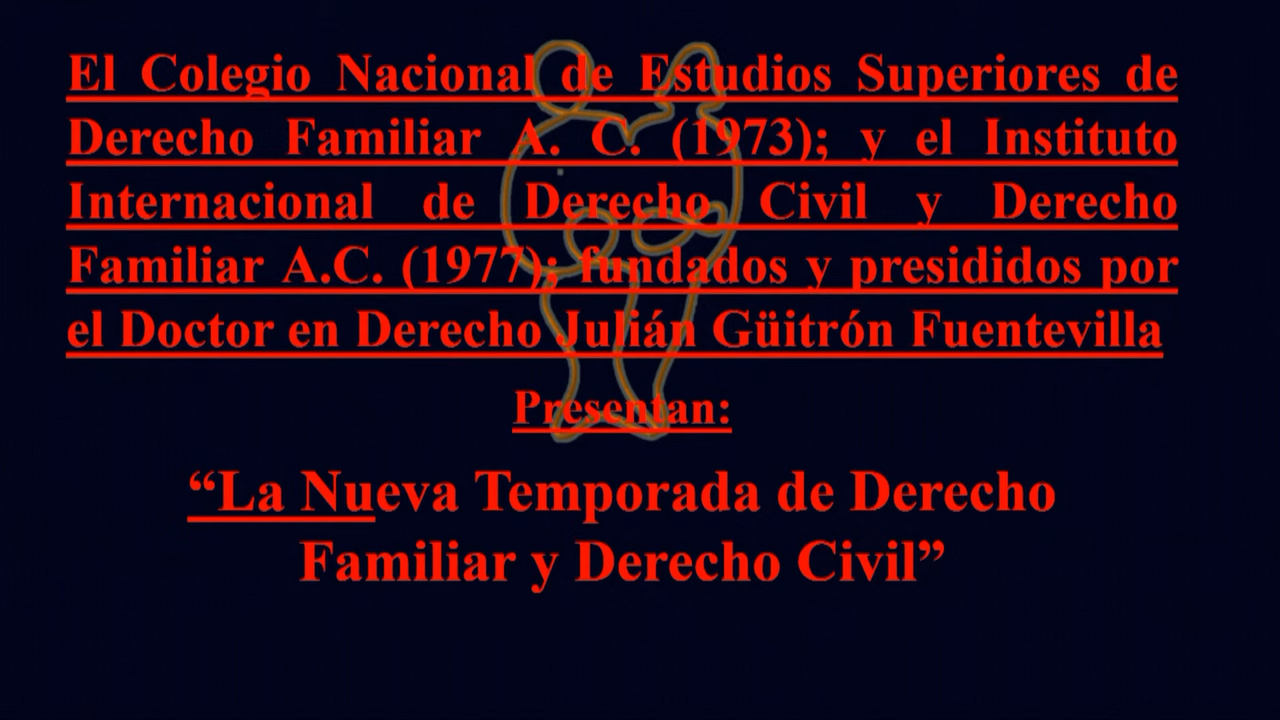 El Colegio Nacional de Estudios Superiores de
Derecho Familiar A. C. (1973); y el Instituto
Internacional de Derecho Civil y Derecho
Familiar A.C. (1977); fundados y presididos por
el Doctor en Derecho Julián Güitrón Fuentevilla
Presentan:
“La Nueva Temporada de Derecho
Familiar y Derecho Civil”